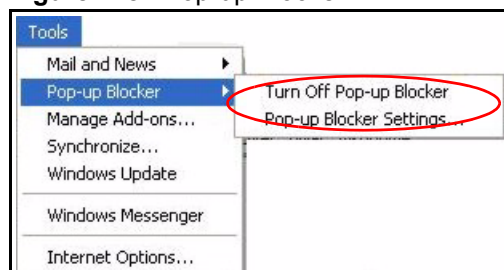 Tools
Mail and News
Pop-up Blocker
Turn Off Pop-up Blocker
Manage Add-ons...
Pop-up Blocker Settings...
Synchronize...
Windows Update
Windows Messenger
Internet Options...